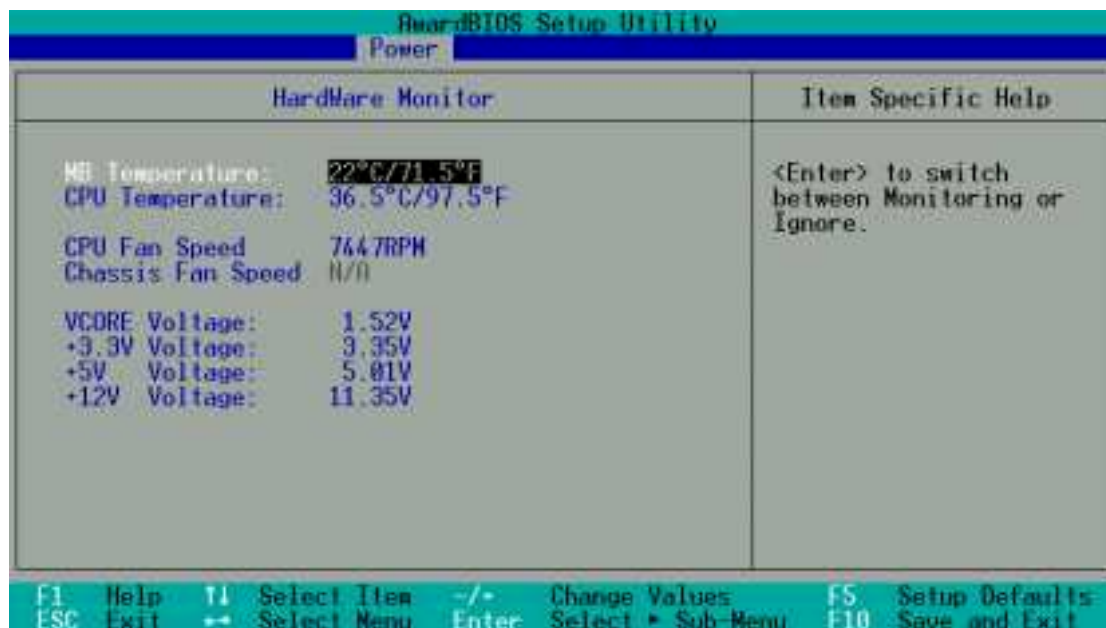 AwardBIOS Setup Utility
Power
HardWare Monitor
Item Specific Help
MB Temperature: 22°C/71.5°F
CPU Temperature: 36.5°C/97.5°F
CPU Fan Speed 7447RPM
Chassis Fan Speed N/A
VCORE Voltage: 1.52V
+3.3V Voltage: 3.35V
+5V Voltage: 5.01V
+12V Voltage: 11.35V
<Enter> to switch
between Monitoring or
Ignore.
F1 Help ↑↓ Select Item -/+ Change Values F5 Setup Defaults
ESC Exit ↔ Select Menu Enter Select ► Sub-Menu F10 Save and Exit